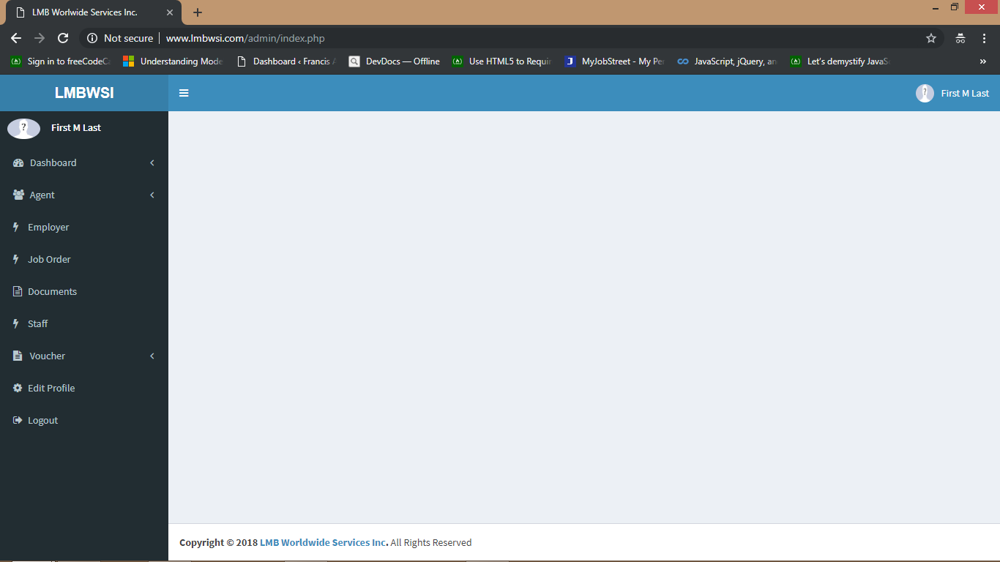 LMB Worlwide Services Inc.
Not secure | www.lmbwsi.com/admin/index.php
Sign in to freeCodeCa Understanding Mode Dashboard ‹ Francis DevDocs — Offline Use HTML5 to Requir MyJobStreet - My Per JavaScript, jQuery, an Let's demystify JavaS »
LMBWSI First M Last
First M Last
Dashboard
Agent
Employer
Job Order
Documents
Staff
Voucher
Edit Profile
Logout
Copyright © 2018 LMB Worldwide Services Inc. All Rights Reserved